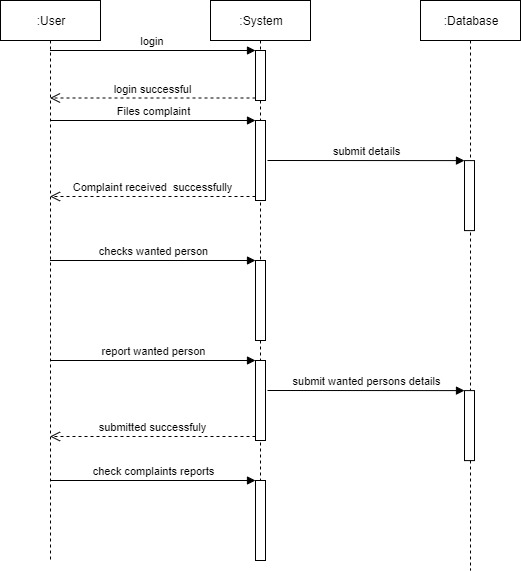 :User
:System
:Database
login
login successful
Files complaint
submit details
Complaint received  successfully
checks wanted person
report wanted person
submit wanted persons details
submitted successfuly
check complaints reports